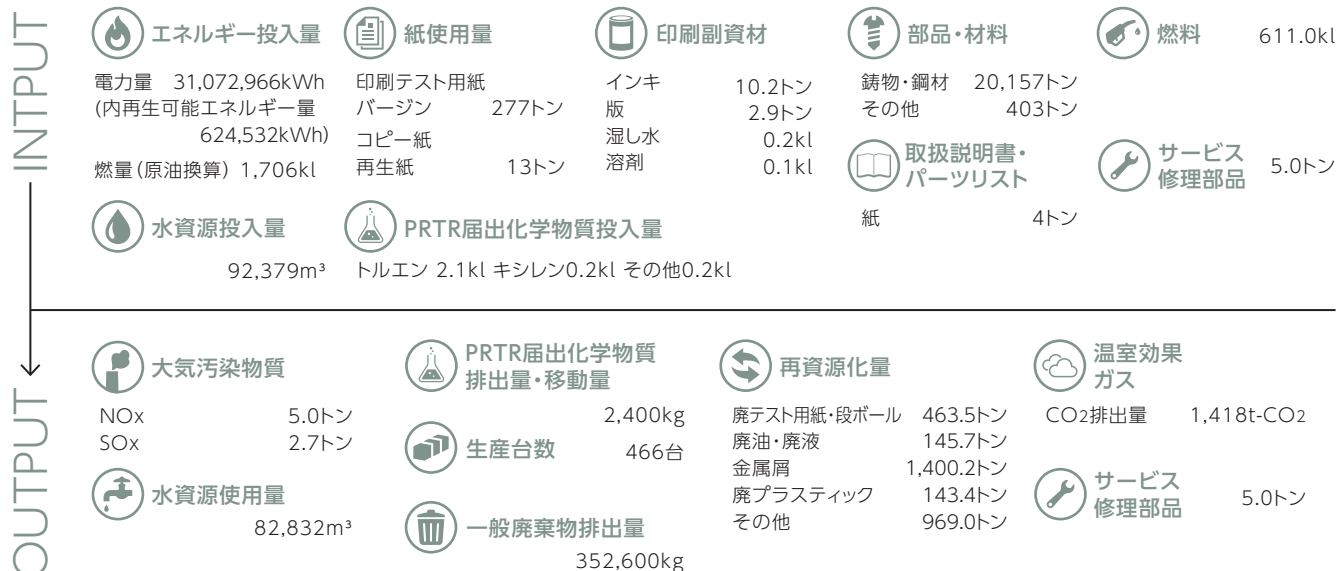 INTPUT
エネルギー投入量
電力量 31,072,966kWh
(内再生可能エネルギー量
624,532kWh)
燃量(原油換算) 1,706kl
紙使用量
印刷テスト用紙
バージン 277トン
コピー紙
再生紙 13トン
印刷副資材
インキ 10.2トン
版 2.9トン
湿し水 0.2kl
溶剤 0.1kl
部品・材料
鋳物・鋼材 20,157トン
その他 403トン
燃料 611.0kl
取扱説明書・
パーツリスト
紙 4トン
サービス
修理部品 5.0トン
水資源投入量
92,379m³
PRTR届出化学物質投入量
トルエン 2.1kl キシレン0.2kl その他0.2kl
OUTPUT
大気汚染物質
NOx 5.0トン
SOx 2.7トン
水資源使用量
82,832m³
PRTR届出化学物質
排出量・移動量
2,400kg
生産台数 466台
一般廃棄物排出量
352,600kg
再資源化量
廃テスト用紙・段ボール 463.5トン
廃油・廃液 145.7トン
金属屑 1,400.2トン
廃プラスティック 143.4トン
その他 969.0トン
温室効果
ガス
CO2排出量 1,418t-CO2
サービス
修理部品 5.0トン